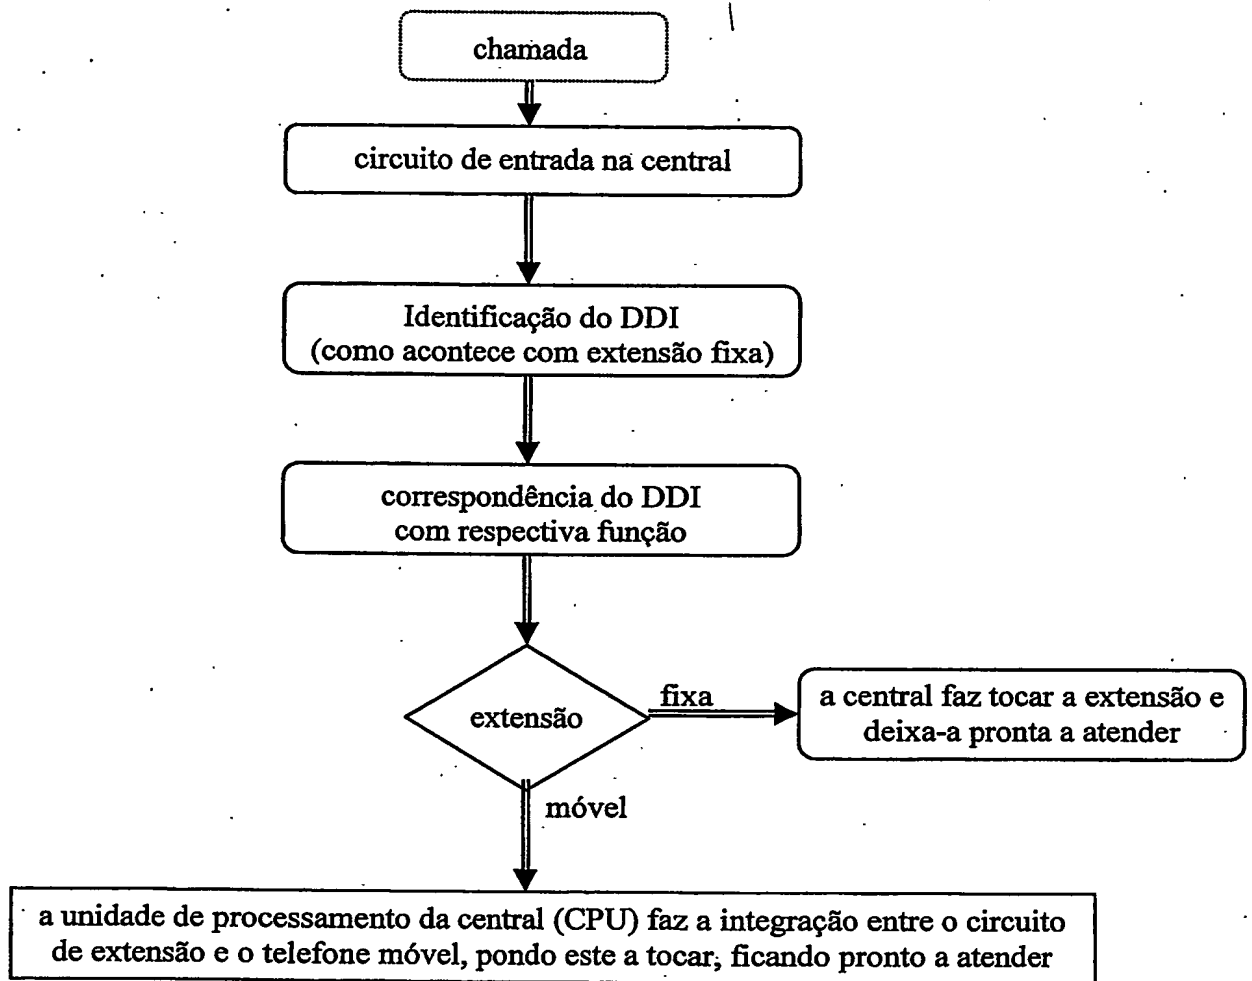 chamada
circuito de entrada na central
Identificação do DDI
(como acontece com extensão fixa)
correspondência do DDI
com respectiva função
extensão
fixa
a central faz tocar a extensão e
deixa-a pronta a atender
móvel
a unidade de processamento da central (CPU) faz a integração entre o circuito
de extensão e o telefone móvel, pondo este a tocar, ficando pronto a atender